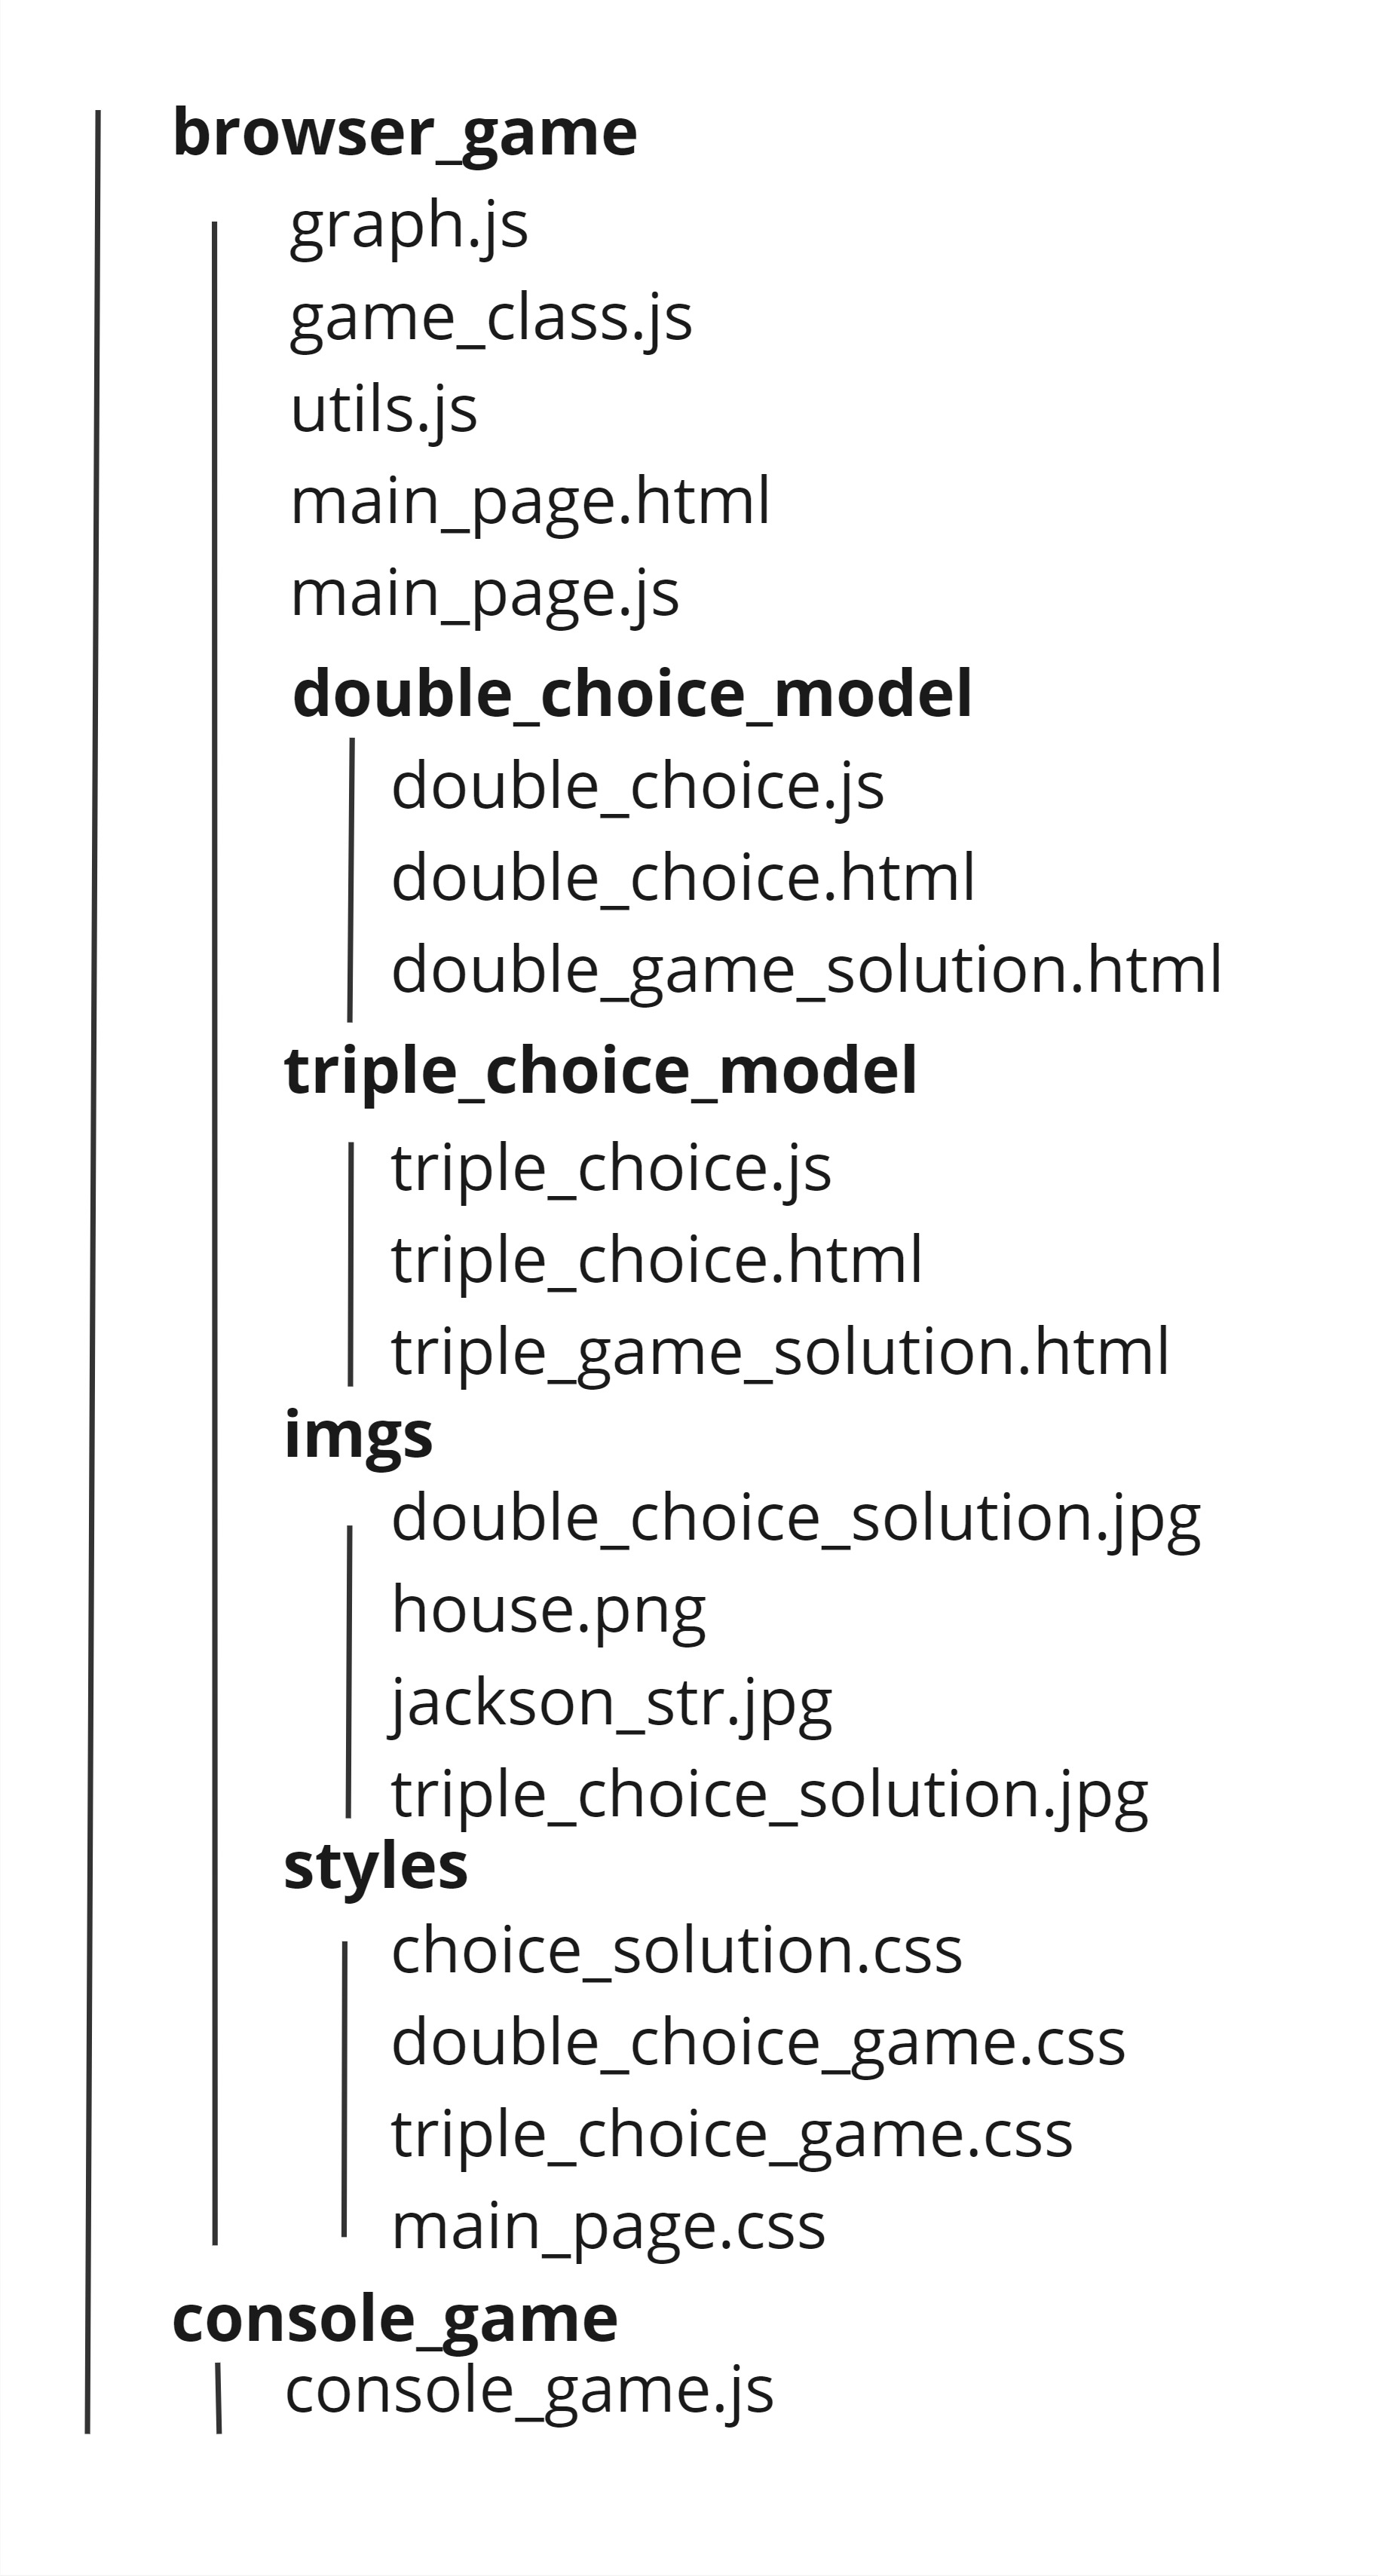 browser_game
graph.js
game_class.js
utils.js
main_page.html
main_page.js
double_choice_model
double_choice.js
double_choice.html
double_game_solution.html
triple_choice_model
triple_choice.js
triple_choice.html
triple_game_solution.html
imgs
double_choice_solution.jpg
house.png
jackson_str.jpg
triple_choice_solution.jpg
styles
choice_solution.css
double_choice_game.css
triple_choice_game.css
main_page.css
console_game
console_game.js